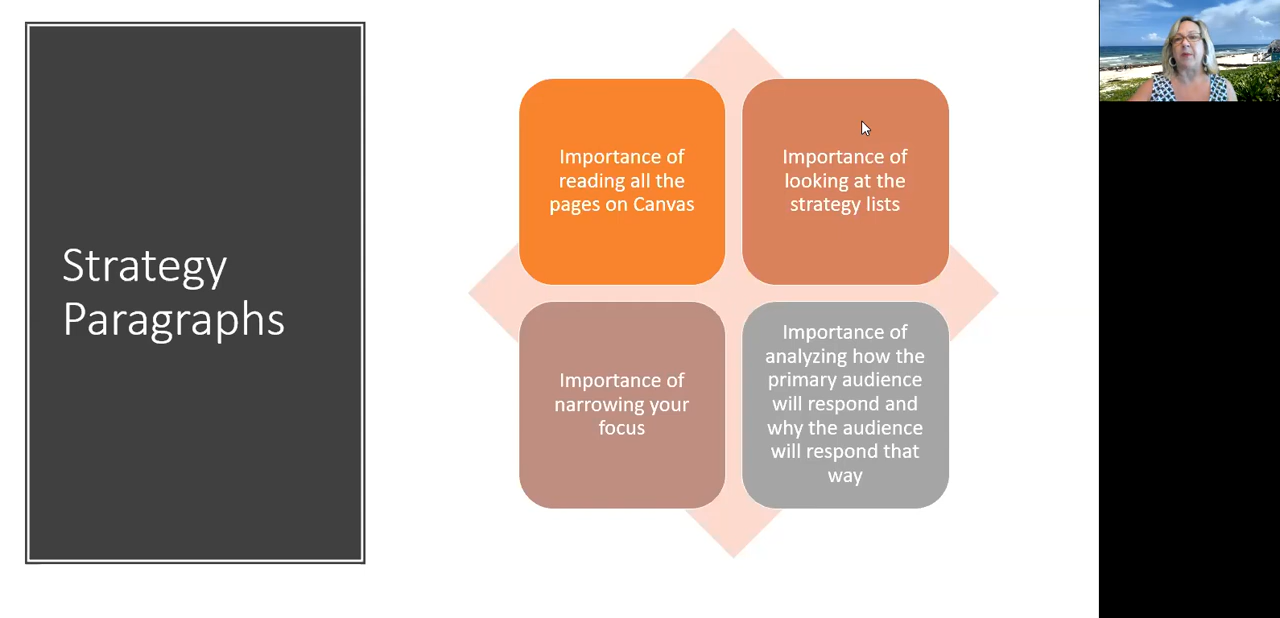 Strategy
Paragraphs
Importance of
reading all the
pages on Canvas
Importance of
looking at the
strategy lists
Importance of
narrowing your
focus
Importance of
analyzing how the
primary audience
will respond and
why the audience
will respond that
way